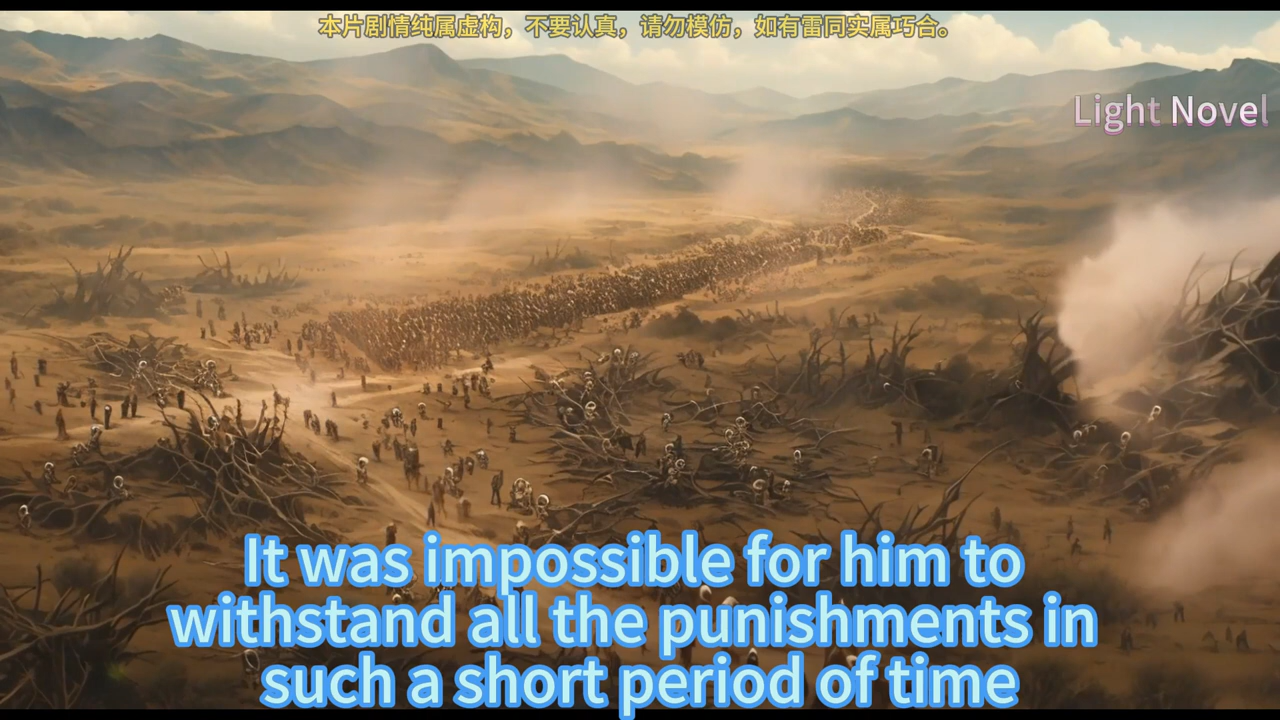 本片剧情纯属虚构，不要认真，请勿模仿，如有雷同实属巧合。
Light Novel
It was impossible for him to
withstand all the punishments in
such a short period of time